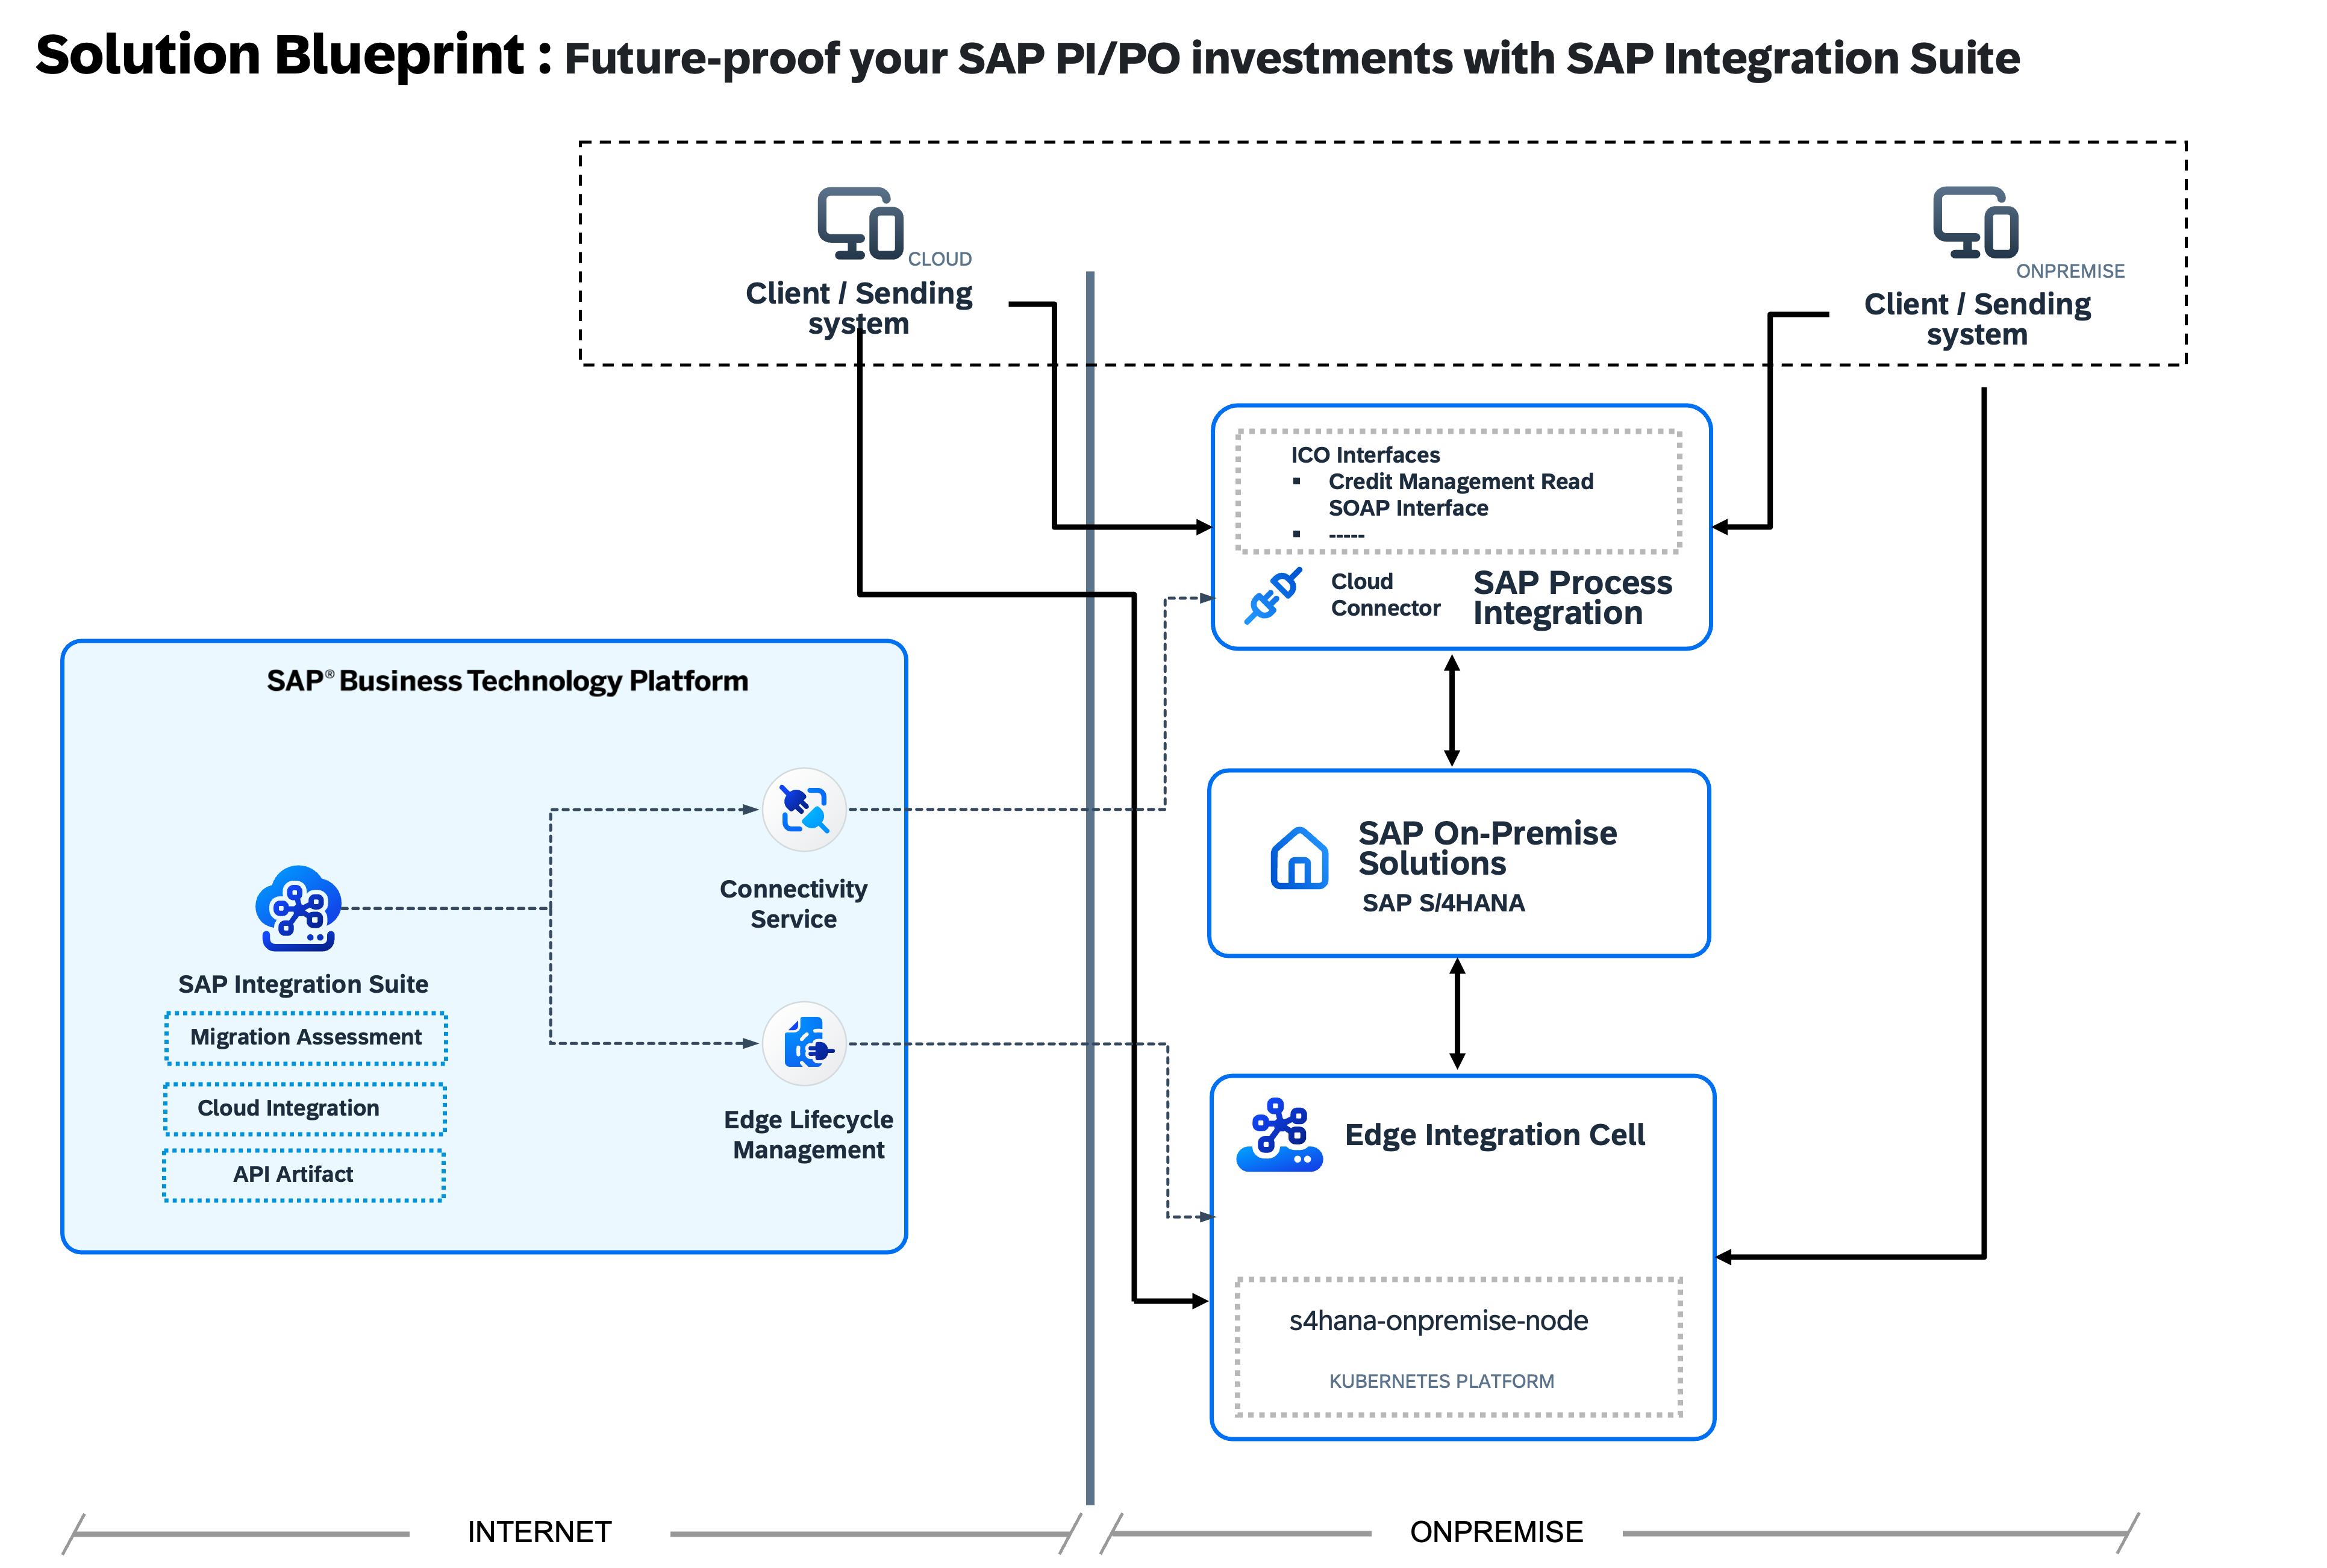 Solution Blueprint : Future-proof your SAP PI/PO investments with SAP Integration Suite
CLOUD
Client / Sending
system
ONPREMISE
Client / Sending
system
ICO Interfaces
▪ Credit Management Read
SOAP Interface
▪ -----
Cloud
Connector
SAP Process
Integration
SAP® Business Technology Platform
Connectivity
Service
SAP Integration Suite
Migration Assessment
Cloud Integration
API Artifact
Edge Lifecycle
Management
SAP On-Premise
Solutions
SAP S/4HANA
Edge Integration Cell
s4hana-onpremise-node
KUBERNETES PLATFORM
INTERNET
ONPREMISE